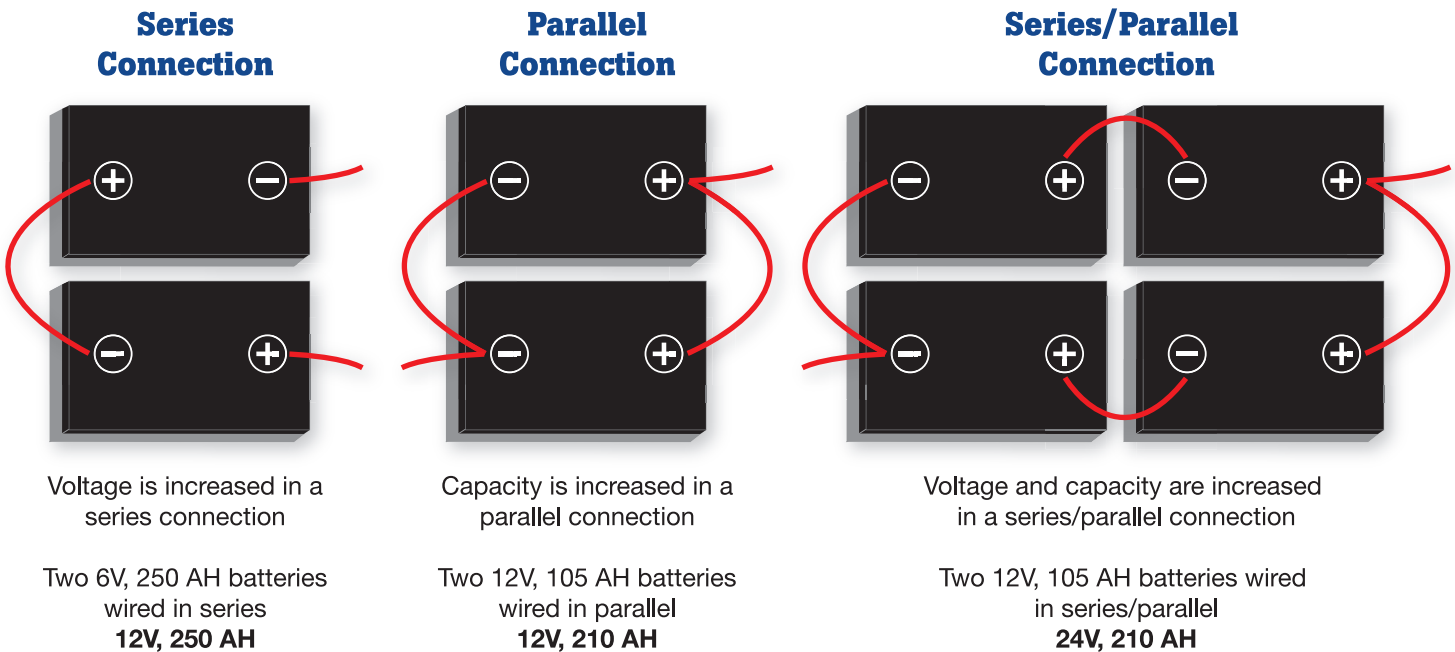 Series
Connection
+
−
−
+
Voltage is increased in a
series connection
Two 6V, 250 AH batteries
wired in series
12V, 250 AH
Parallel
Connection
−
+
−
+
Capacity is increased in a
parallel connection
Two 12V, 105 AH batteries
wired in parallel
12V, 210 AH
Series/Parallel
Connection
−
+
−
+
−
+
−
+
Voltage and capacity are increased
in a series/parallel connection
Two 12V, 105 AH batteries wired
in series/parallel
24V, 210 AH